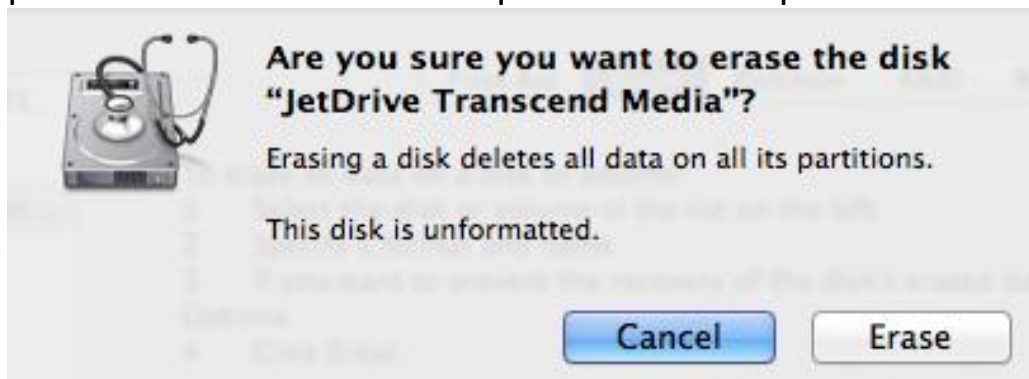 Are you sure you want to erase the disk
“JetDrive Transcend Media”?
Erasing a disk deletes all data on all its partitions.
This disk is unformatted.
Cancel
Erase